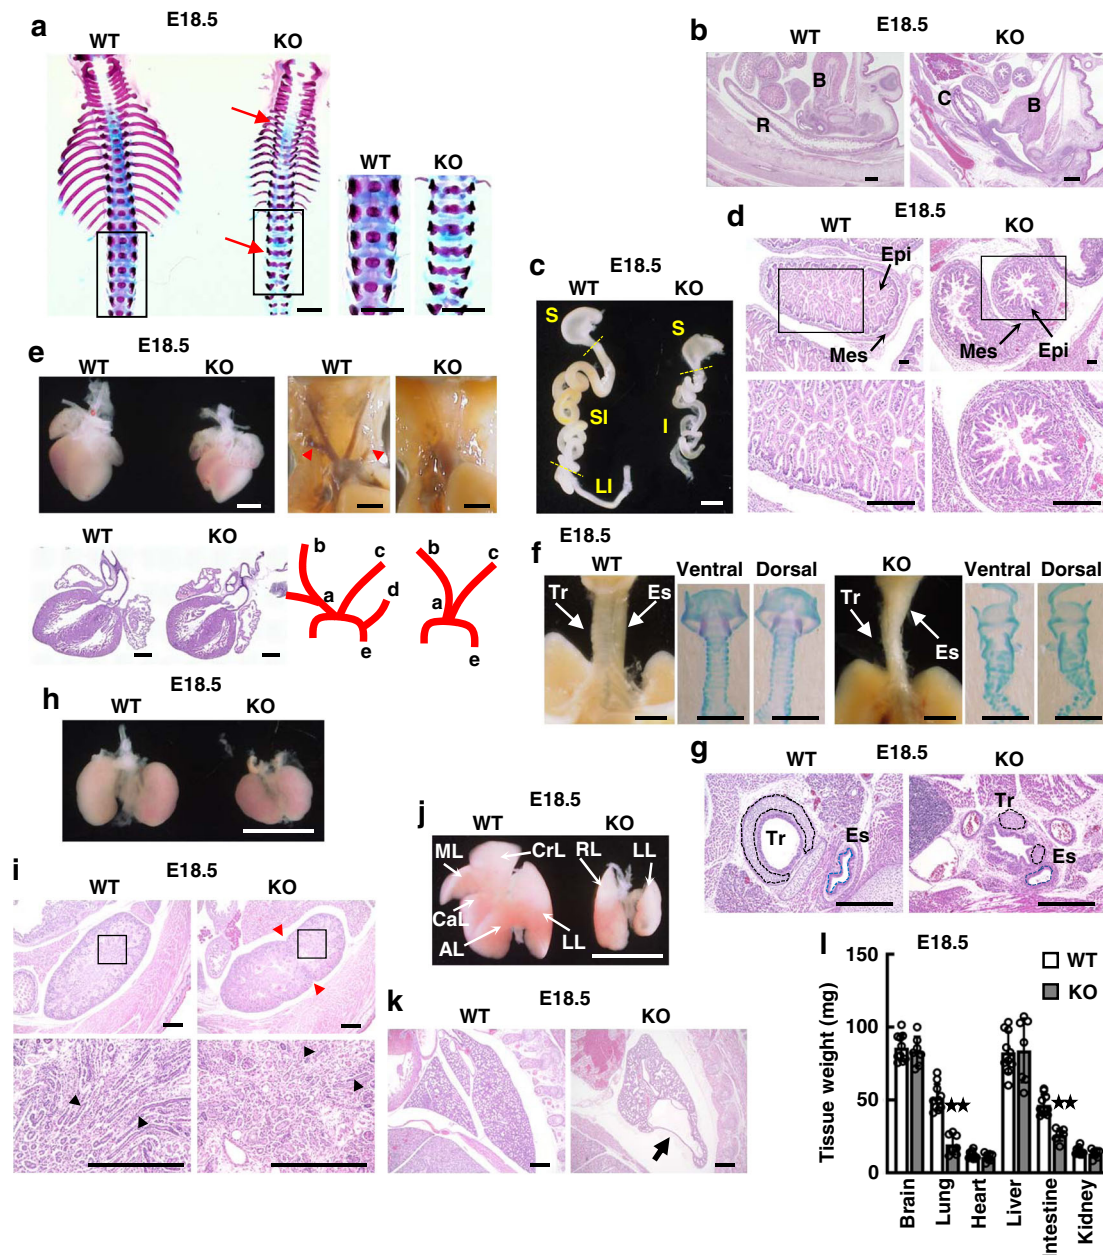 a
E18.5
WT KO
WT KO
b
E18.5
WT KO
B
R
C
B
c
E18.5
WT KO
S
S
SI
I
LI
d
E18.5
WT KO
Epi
Mes
Mes
Epi
e
E18.5
WT KO WT KO
WT KO
b c
a d
e
b c
a
e
f
E18.5
WT Ventral Dorsal KO Ventral Dorsal
Tr Es
Tr Es
g
E18.5
WT KO
Tr Es
Tr
Es
h
E18.5
WT KO
i
E18.5
WT KO
j
E18.5
WT KO
ML CrL RL LL
CaL
AL LL
k
E18.5
WT KO
l
E18.5
WT
KO
Tissue weight (mg)
100
50
0
Brain
Lung
Heart
Liver
Intestine
Kidney
★★
★★